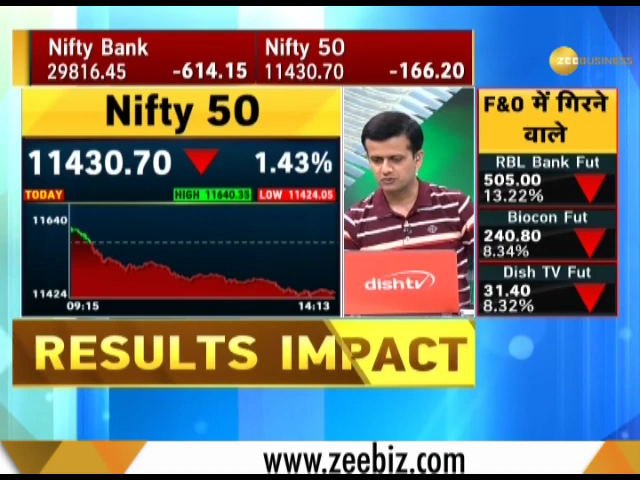 Nifty Bank
29816.45 -614.15
Nifty 50
11430.70 -166.20
ZEEBUSINESS
Nifty 50
11430.70 1.43%
TODAY HIGH 11640.35 LOW 11424.05
11640
11424
09:15 14:13
dishtv
F&O में गिरने
वाले
RBL Bank Fut
505.00
13.22%
Biocon Fut
240.80
8.34%
Dish TV Fut
31.40
8.32%
RESULTS IMPACT
www.zeebiz.com